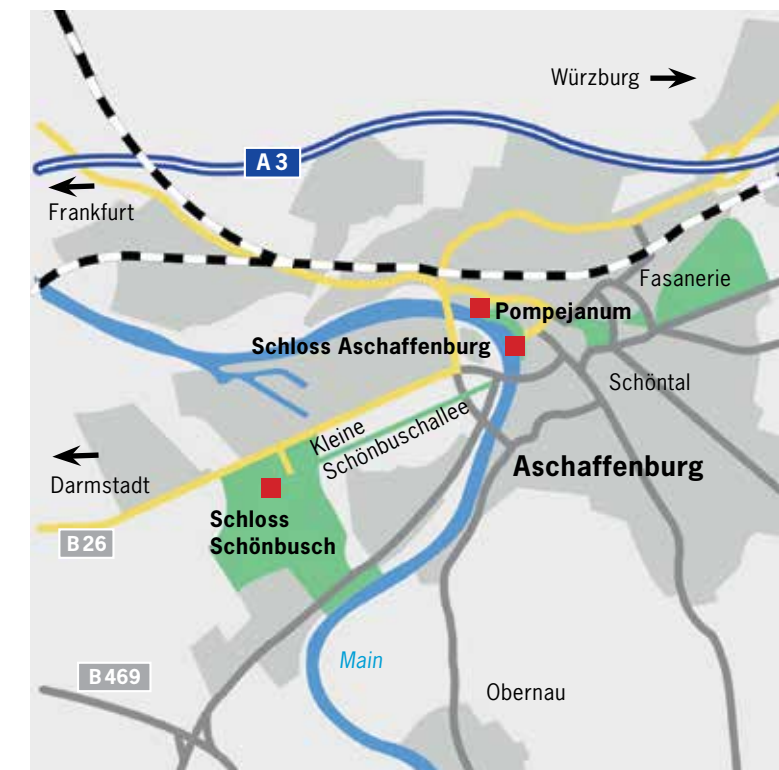 Würzburg
A 3
Frankfurt
Fasanerie
Pompejanum
Schloss Aschaffenburg
Schöntal
Kleine
Schönbuschallee
Aschaffenburg
Darmstadt
Schloss
Schönbusch
B 26
Main
B 469
Obernau